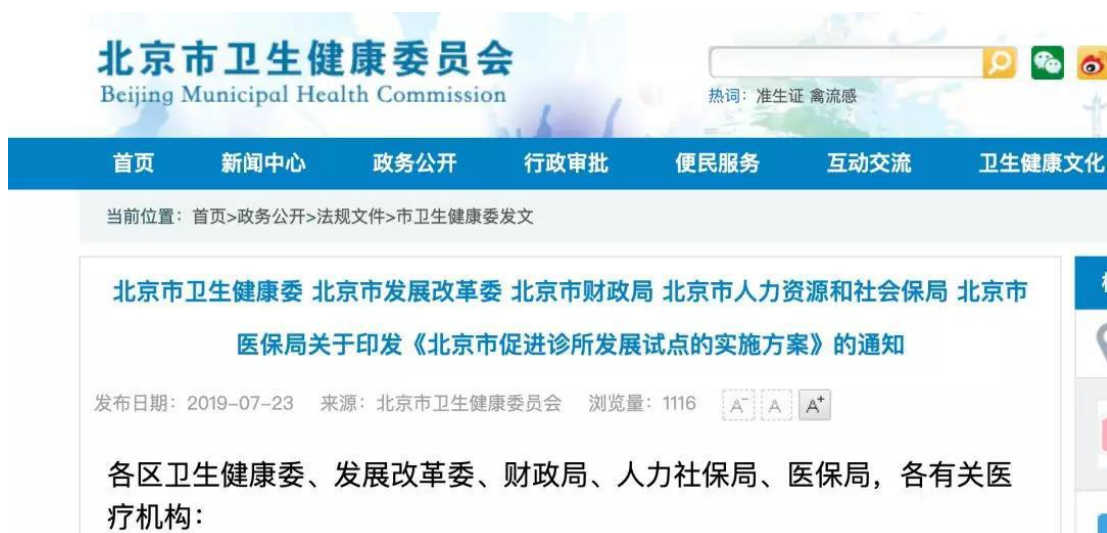 北京市卫生健康委员会
Beijing Municipal Health Commission
热词：准生证 禽流感
首页 新闻中心 政务公开 行政审批 便民服务 互动交流 卫生健康文化
当前位置：首页>政务公开>法规文件>市卫生健康委发文
北京市卫生健康委 北京市发展改革委 北京市财政局 北京市人力资源和社会保局 北京市
医保局关于印发《北京市促进诊所发展试点的实施方案》的通知
发布日期：2019-07-23 来源：北京市卫生健康委员会 浏览量：1116 A- A A+
各区卫生健康委、发展改革委、财政局、人力社保局、医保局，各有关医
疗机构：